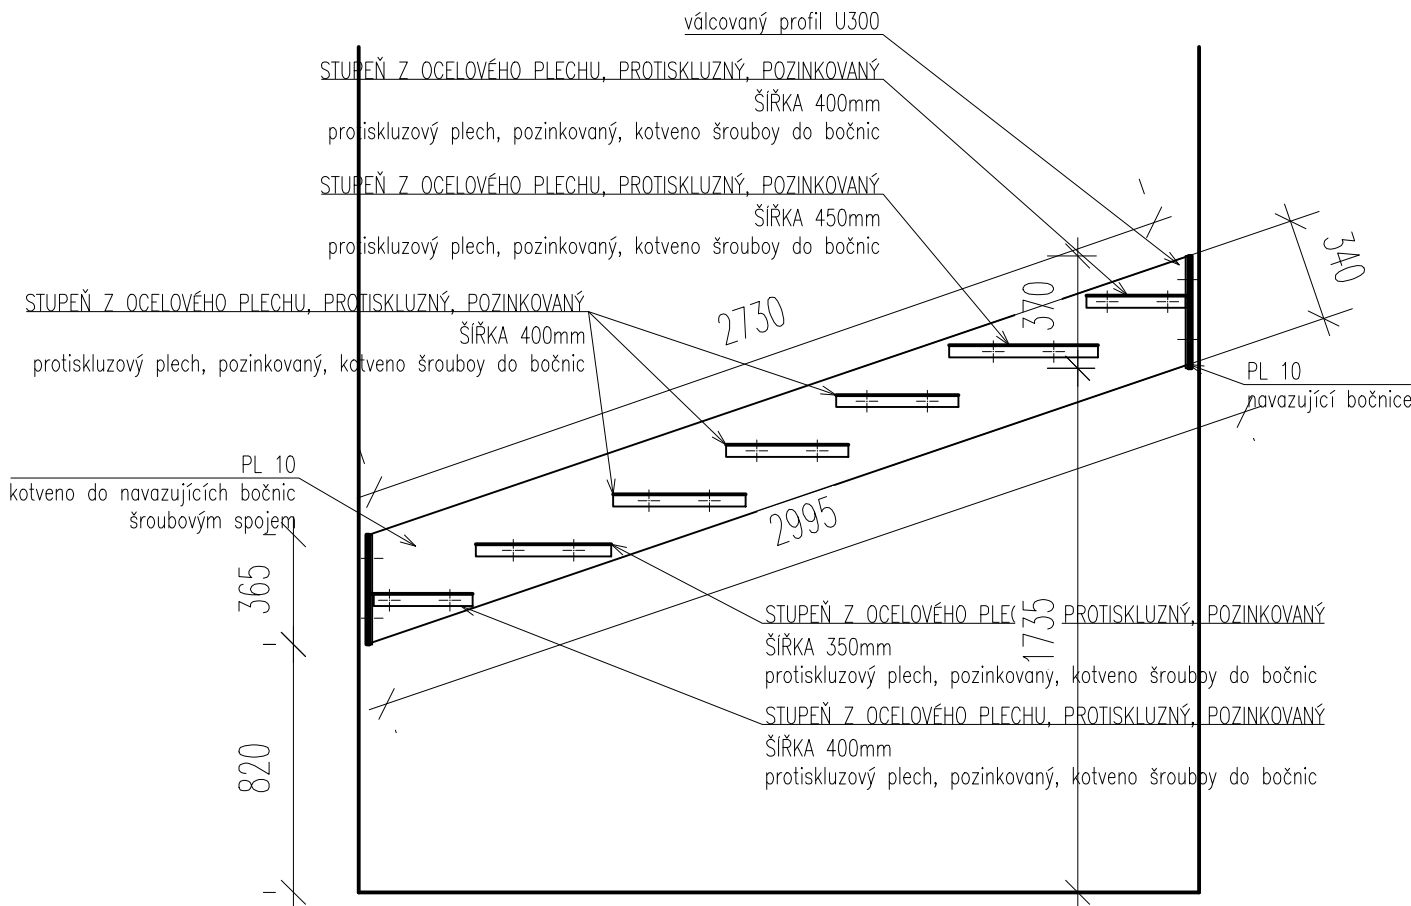 válcovaný profil U300
STUPEŇ Z OCELOVÉHO PLECHU, PROTISKLUZNÝ, POZINKOVANÝ
ŠÍŘKA 400mm
protiskluzový plech, pozinkovaný, kotveno šrouboy do bočnic
STUPEŇ Z OCELOVÉHO PLECHU, PROTISKLUZNÝ, POZINKOVANÝ
ŠÍŘKA 450mm
protiskluzový plech, pozinkovaný, kotveno šrouboy do bočnic
340
370
2730
STUPEŇ Z OCELOVÉHO PLECHU, PROTISKLUZNÝ, POZINKOVANÝ
ŠÍŘKA 400mm
protiskluzový plech, pozinkovaný, kotveno šrouboy do bočnic
PL 10
navazující bočnice
PL 10
kotveno do navazujících bočnic
šroubovým spojem
2995
365
STUPEŇ Z OCELOVÉHO PLEC PROTISKLUZNÝ, POZINKOVANÝ
ŠÍŘKA 350mm
protiskluzový plech, pozinkovaný, kotveno šrouboy do bočnic
1735
STUPEŇ Z OCELOVÉHO PLECHU, PROTISKLUZNÝ, POZINKOVANÝ
ŠÍŘKA 400mm
protiskluzový plech, pozinkovaný, kotveno šrouboy do bočnic
820